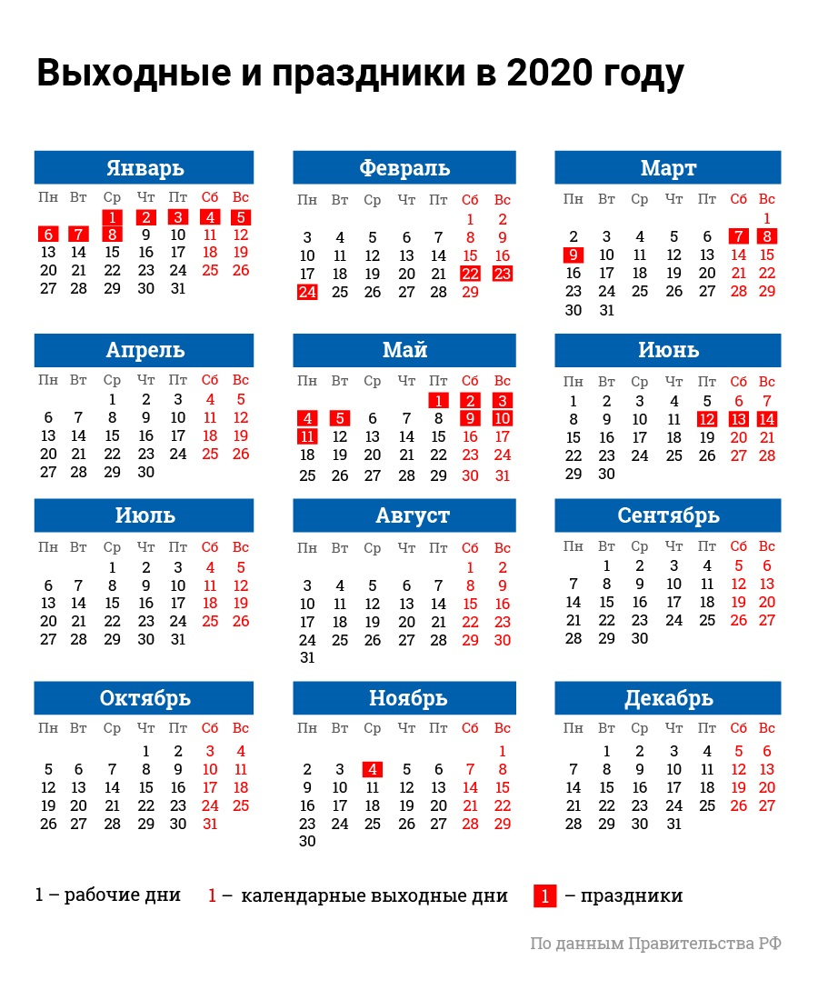 Выходные и праздники в 2020 году
Январь Февраль Март
Пн Вт Ср Чт Пт Сб Вс Пн Вт Ср Чт Пт Сб Вс Пн Вт Ср Чт Пт Сб Вс
1 2 3 4 5 1 2 1
6 7 8 9 10 11 12 3 4 5 6 7 8 9 2 3 4 5 6 7 8
13 14 15 16 17 18 19 10 11 12 13 14 15 16 9 10 11 12 13 14 15
20 21 22 23 24 25 26 17 18 19 20 21 22 23 16 17 18 19 20 21 22
27 28 29 30 31 24 25 26 27 28 29 23 24 25 26 27 28 29
30 31
Апрель Май Июнь
Пн Вт Ср Чт Пт Сб Вс Пн Вт Ср Чт Пт Сб Вс Пн Вт Ср Чт Пт Сб Вс
1 2 3 4 5 1 2 3 1 2 3 4 5 6 7
6 7 8 9 10 11 12 4 5 6 7 8 9 10 8 9 10 11 12 13 14
13 14 15 16 17 18 19 11 12 13 14 15 16 17 15 16 17 18 19 20 21
20 21 22 23 24 25 26 18 19 20 21 22 23 24 22 23 24 25 26 27 28
27 28 29 30 25 26 27 28 29 30 31 29 30
Июль Август Сентябрь
Пн Вт Ср Чт Пт Сб Вс Пн Вт Ср Чт Пт Сб Вс Пн Вт Ср Чт Пт Сб Вс
1 2 3 4 5 1 2 1 2 3 4 5 6
6 7 8 9 10 11 12 3 4 5 6 7 8 9 7 8 9 10 11 12 13
13 14 15 16 17 18 19 10 11 12 13 14 15 16 14 15 16 17 18 19 20
20 21 22 23 24 25 26 17 18 19 20 21 22 23 21 22 23 24 25 26 27
27 28 29 30 31 24 25 26 27 28 29 30 28 29 30
31
Октябрь Ноябрь Декабрь
Пн Вт Ср Чт Пт Сб Вс Пн Вт Ср Чт Пт Сб Вс Пн Вт Ср Чт Пт Сб Вс
1 2 3 4 1 1 2 3 4 5 6
5 6 7 8 9 10 11 2 3 4 5 6 7 8 7 8 9 10 11 12 13
12 13 14 15 16 17 18 9 10 11 12 13 14 15 14 15 16 17 18 19 20
19 20 21 22 23 24 25 16 17 18 19 20 21 22 21 22 23 24 25 26 27
26 27 28 29 30 31 23 24 25 26 27 28 29 28 29 30 31
30
1 – рабочие дни 1 – календарные выходные дни 1 – праздники
По данным Правительства РФ